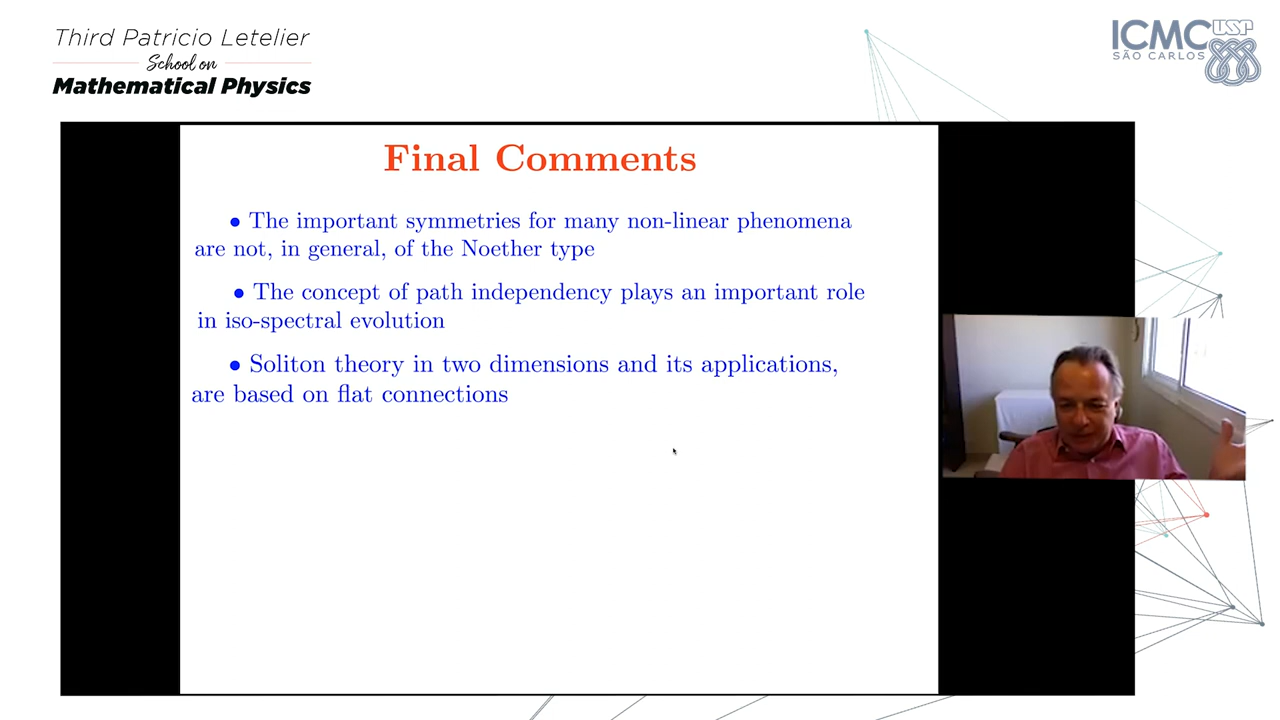 Third Patricio Letelier
School on
Mathematical Physics
ICMC USP
SÃO CARLOS
Final Comments
• The important symmetries for many non-linear phenomena
are not, in general, of the Noether type
• The concept of path independency plays an important role
in iso-spectral evolution
• Soliton theory in two dimensions and its applications,
are based on flat connections